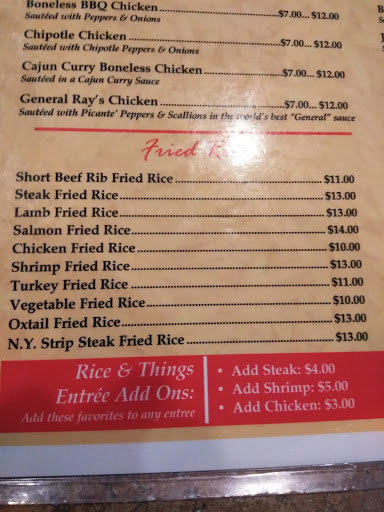 Boneless BBQ Chicken ........ $7.00... $12.00
Sautéed with Peppers & Onions
Chipotle Chicken ........ $7.00... $12.00
Sautéed with Chipotle Peppers & Onions
Cajun Curry Boneless Chicken ........ $7.00... $12.00
Sautéed in a Cajun Curry Sauce
General Ray's Chicken ........ $7.00... $12.00
Sautéed with Picante' Peppers & Scallions in the world's best "General" sauce
Fried
Short Beef Rib Fried Rice ........ $11.00
Steak Fried Rice ........ $13.00
Lamb Fried Rice ........ $13.00
Salmon Fried Rice ........ $14.00
Chicken Fried Rice ........ $10.00
Shrimp Fried Rice ........ $13.00
Turkey Fried Rice ........ $11.00
Vegetable Fried Rice ........ $10.00
Oxtail Fried Rice ........ $13.00
N.Y. Strip Steak Fried Rice ........ $13.00
Rice & Things
Entrée Add Ons:
Add these favorites to any entree
• Add Steak: $4.00
• Add Shrimp: $5.00
• Add Chicken: $3.00